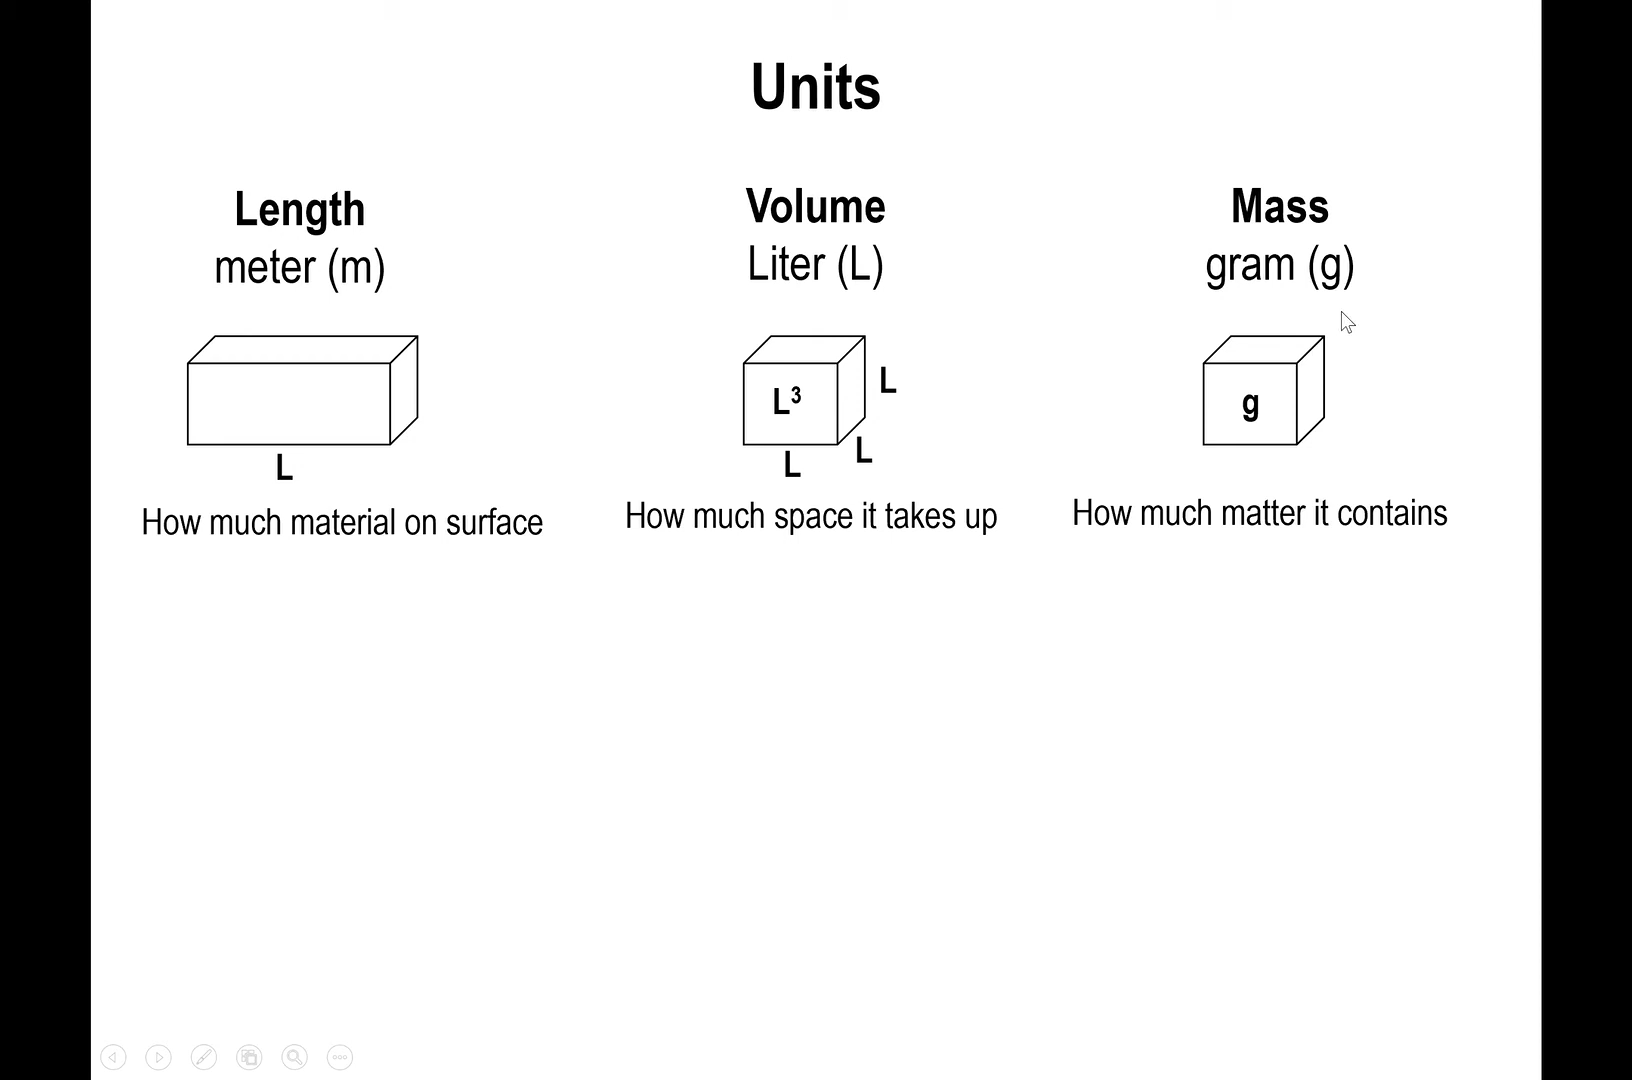 Units
Length
meter (m)
L
How much material on surface
Volume
Liter (L)
L³
L
L
L
How much space it takes up
Mass
gram (g)
g
How much matter it contains